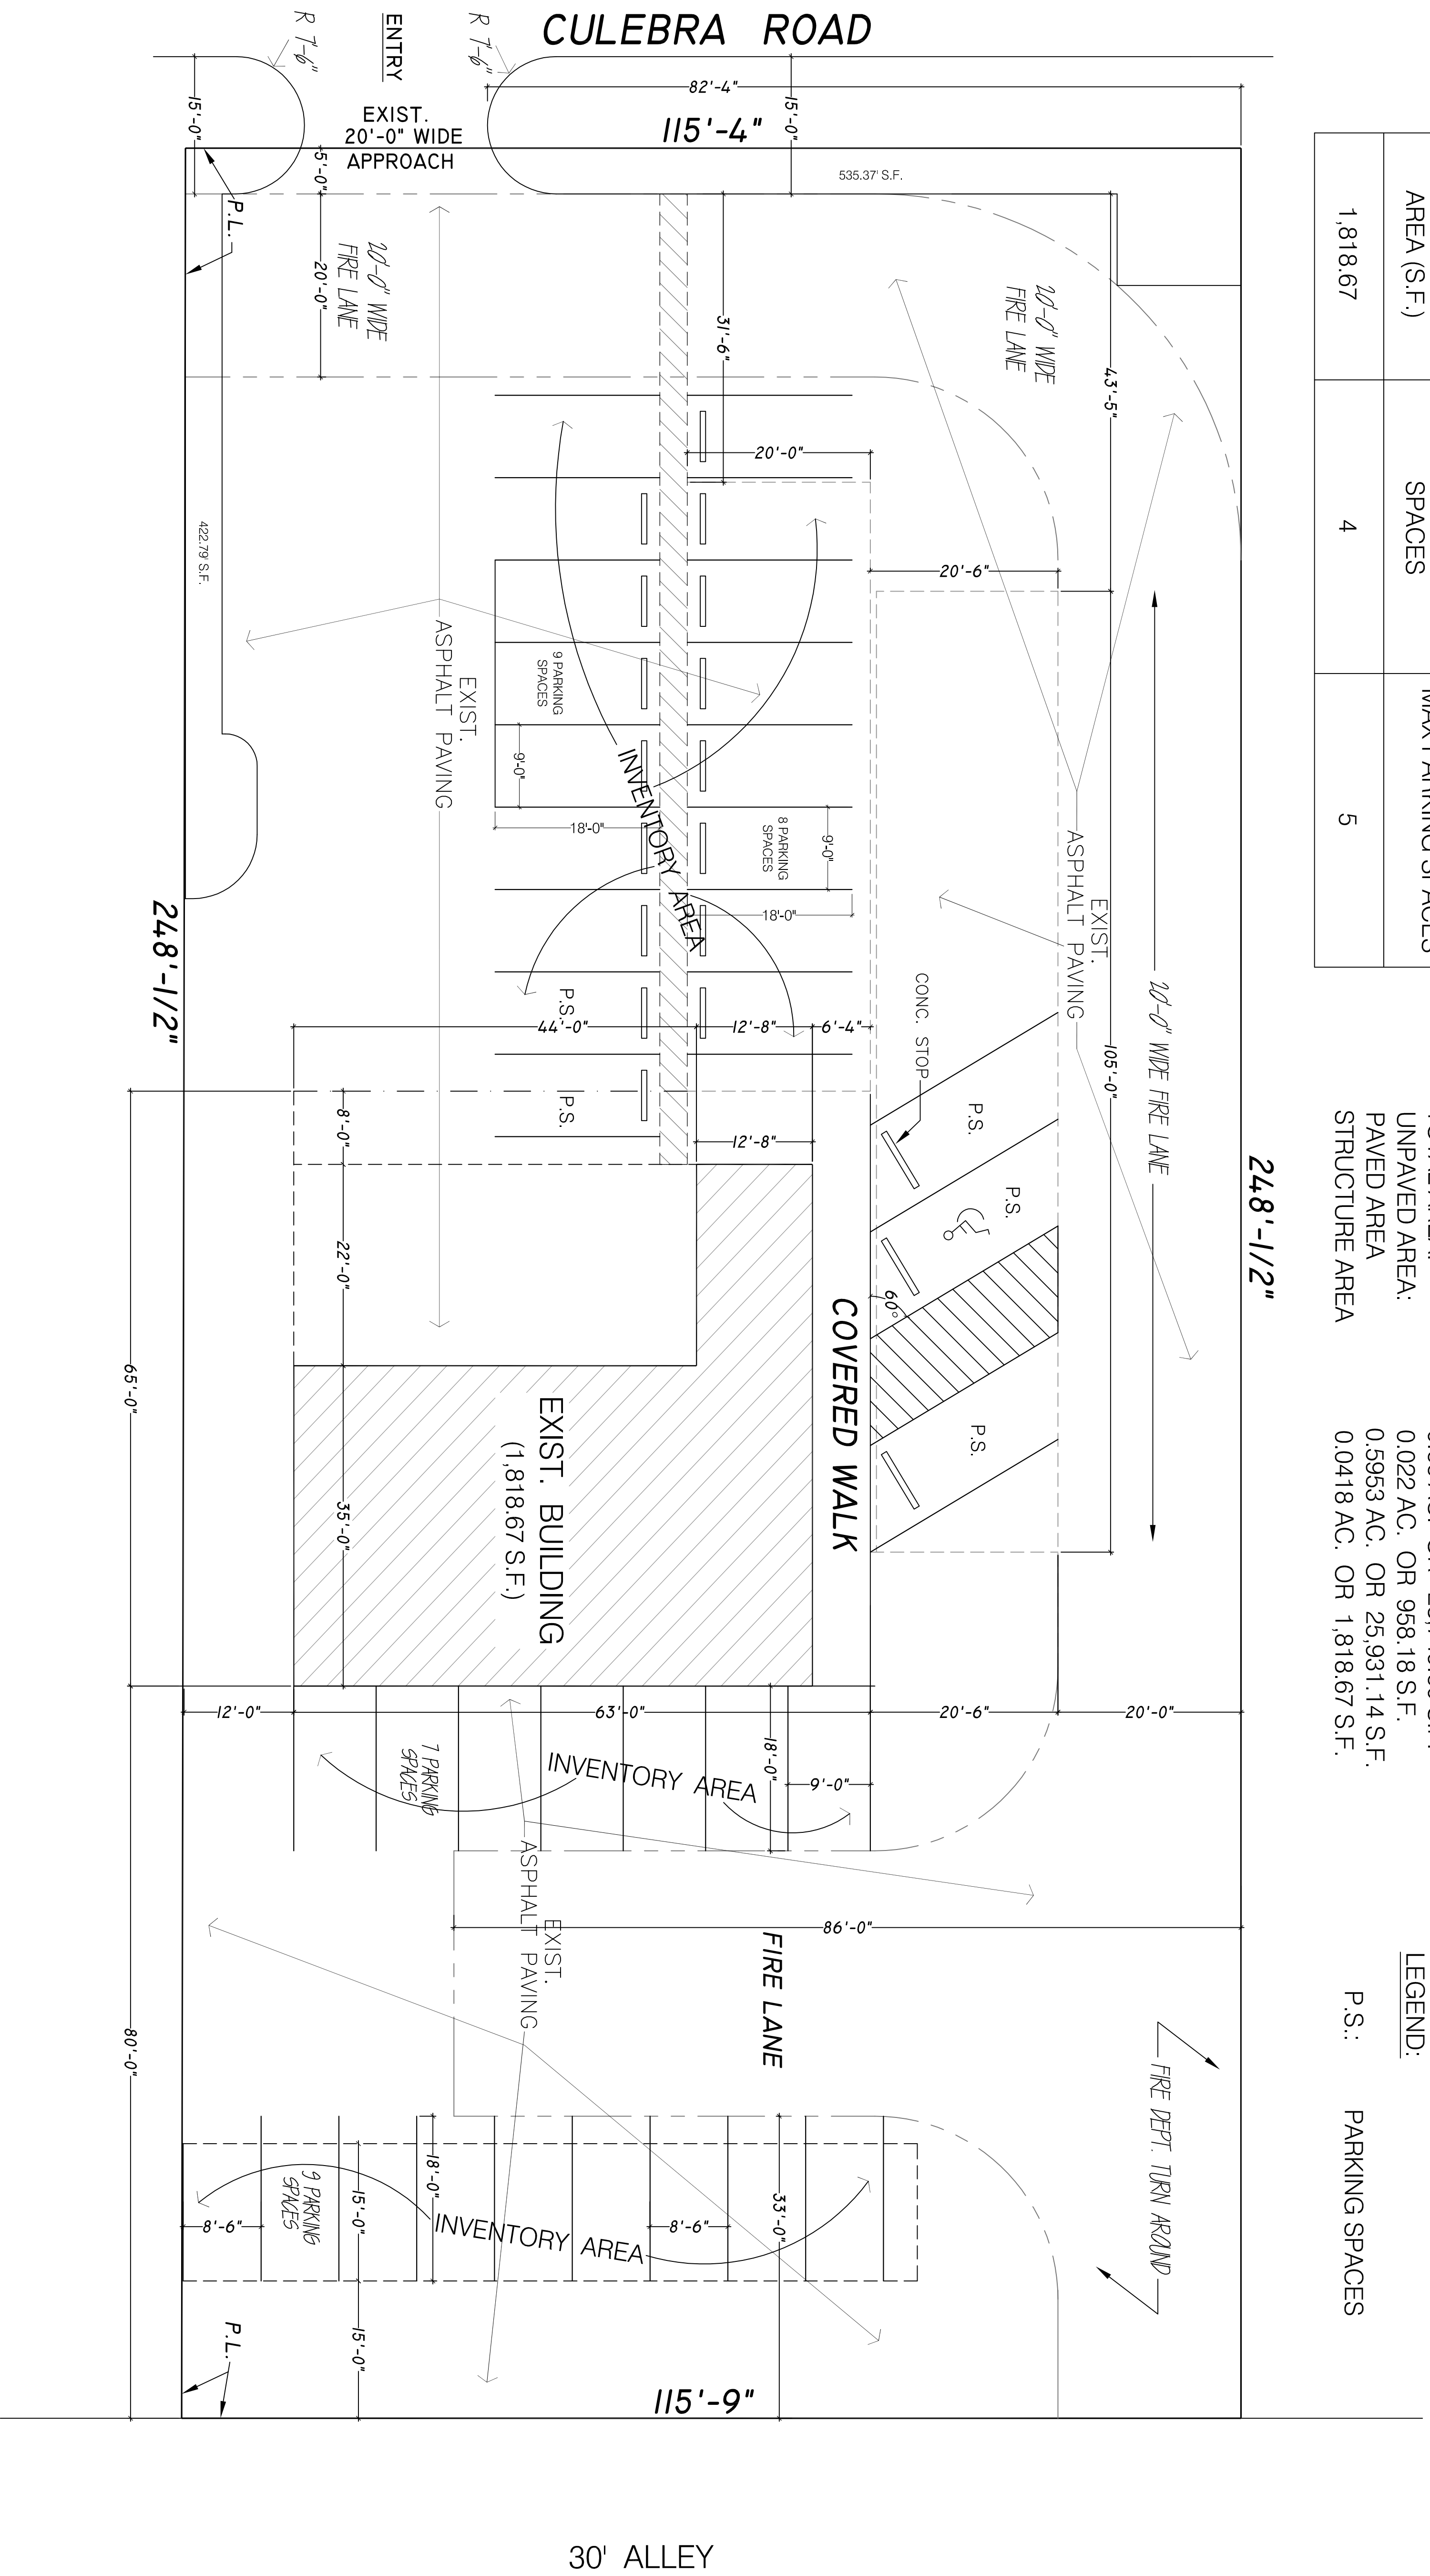 CULEBRA ROAD
R 7'-6"
ENTRY
R 7'-6"
EXIST.
20'-0" WIDE
APPROACH
15'-0"
82'-4"
15'-0"
115'-4"
5'-0"
535.37' S.F.
P.L.
20'-0" WIDE
FIRE LANE
20'-0"
31'-6"
20'-0" WIDE
FIRE LANE
43'-5"
20'-0"
20'-6"
422.79' S.F.
EXIST.
ASPHALT PAVING
9 PARKING
SPACES
9'-0"
18'-0"
INVENTORY AREA
8 PARKING
SPACES
9'-0"
18'-0"
EXIST.
ASPHALT PAVING
20'-0" WIDE FIRE LANE
105'-0"
CONC. STOP
248'-1/2"
248'-1/2"
P.S.
P.S.
44'-0"
12'-8"
6'-4"
12'-8"
8'-0"
22'-0"
35'-0"
65'-0"
P.S.
P.S.
60°
P.S.
COVERED WALK
EXIST. BUILDING
(1,818.67 S.F.)
12'-0"
63'-0"
20'-6"
20'-0"
18'-0"
9'-0"
7 PARKING
SPACES
INVENTORY AREA
EXIST.
ASPHALT PAVING
86'-0"
FIRE LANE
80'-0"
FIRE DEPT. TURN AROUND
18'-0"
15'-0"
33'-0"
9 PARKING
SPACES
8'-6"
8'-6"
INVENTORY AREA
15'-0"
P.L.
115'-9"
30' ALLEY
AREA (S.F.)
SPACES
MAX PARKING SPACES
1,818.67
4
5
UNPAVED AREA:
0.022 AC. OR 958.18 S.F.
PAVED AREA
0.5953 AC. OR 25,931.14 S.F.
STRUCTURE AREA
0.0418 AC. OR 1,818.67 S.F.
LEGEND:
P.S.:
PARKING SPACES